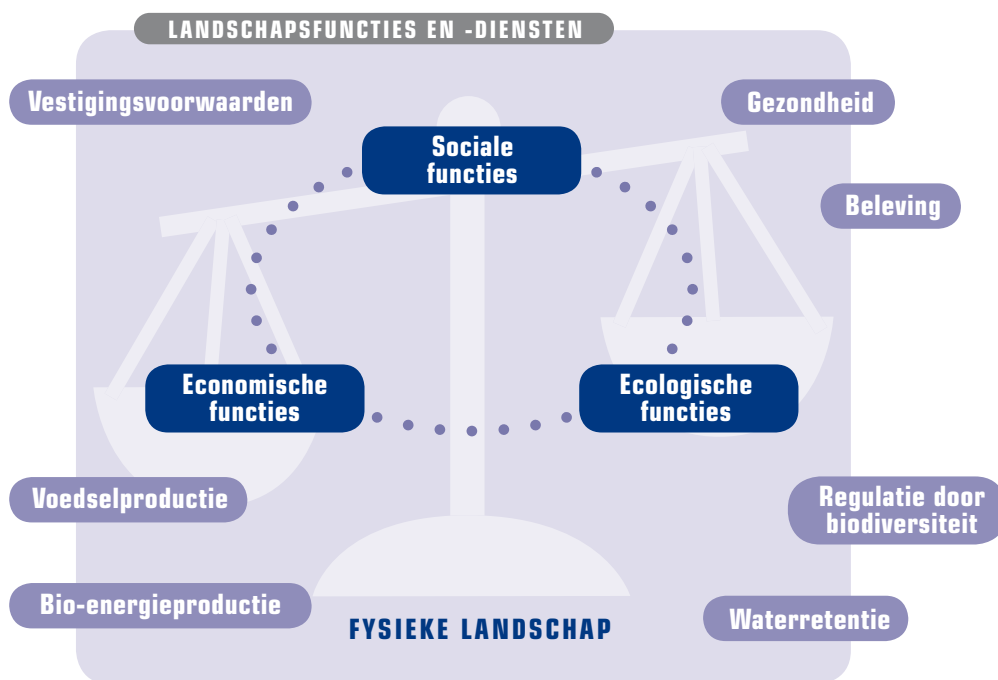 LANDSCHAPSFUNCTIES EN -DIENSTEN
Vestigingsvoorwaarden
Gezondheid
Sociale
functies
Beleving
Economische
functies
Ecologische
functies
Voedselproductie
Regulatie door
biodiversiteit
Bio-energieproductie
Waterretentie
FYSIEKE LANDSCHAP